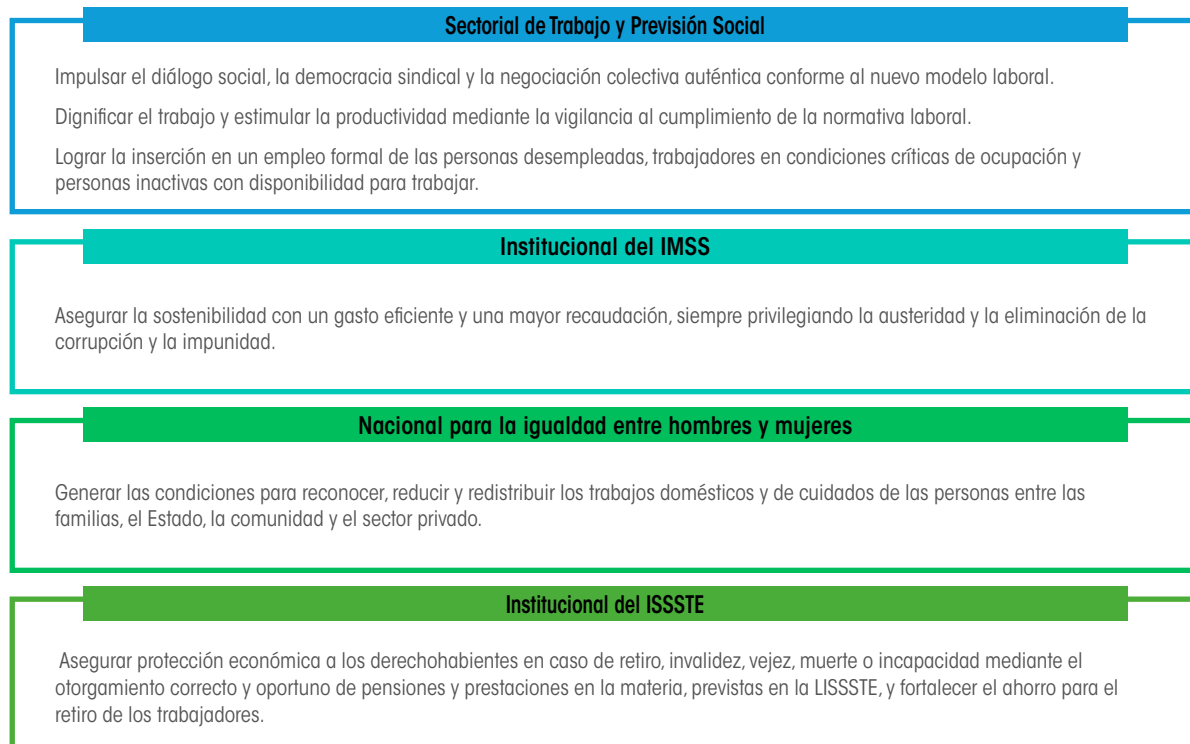 Sectorial de Trabajo y Previsión Social
Impulsar el diálogo social, la democracia sindical y la negociación colectiva auténtica conforme al nuevo modelo laboral.
Dignificar el trabajo y estimular la productividad mediante la vigilancia al cumplimiento de la normativa laboral.
Lograr la inserción en un empleo formal de las personas desempleadas, trabajadores en condiciones críticas de ocupación y
personas inactivas con disponibilidad para trabajar.
Institucional del IMSS
Asegurar la sostenibilidad con un gasto eficiente y una mayor recaudación, siempre privilegiando la austeridad y la eliminación de la
corrupción y la impunidad.
Nacional para la igualdad entre hombres y mujeres
Generar las condiciones para reconocer, reducir y redistribuir los trabajos domésticos y de cuidados de las personas entre las
familias, el Estado, la comunidad y el sector privado.
Institucional del ISSSTE
Asegurar protección económica a los derechohabientes en caso de retiro, invalidez, vejez, muerte o incapacidad mediante el
otorgamiento correcto y oportuno de pensiones y prestaciones en la materia, previstas en la LISSSTE, y fortalecer el ahorro para el
retiro de los trabajadores.